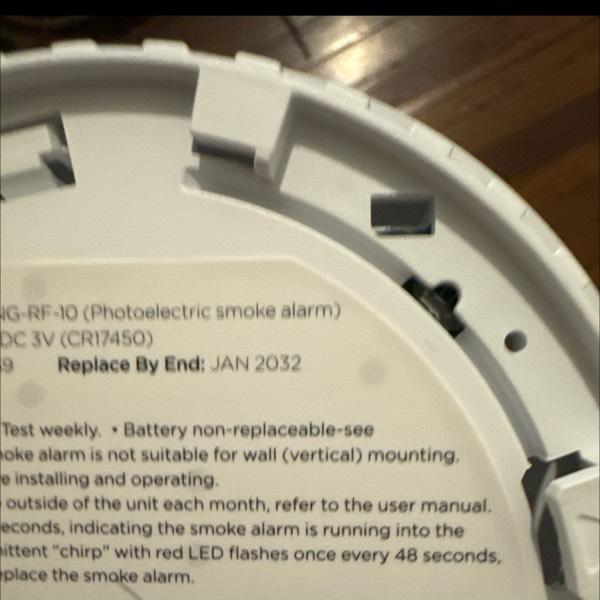 NG-RF-10 (Photoelectric smoke alarm)
DC 3V (CR17450)
9 Replace By End: JAN 2032
Test weekly. • Battery non-replaceable-see
oke alarm is not suitable for wall (vertical) mounting.
e installing and operating.
outside of the unit each month, refer to the user manual.
econds, indicating the smoke alarm is running into the
ittent "chirp" with red LED flashes once every 48 seconds,
place the smoke alarm.